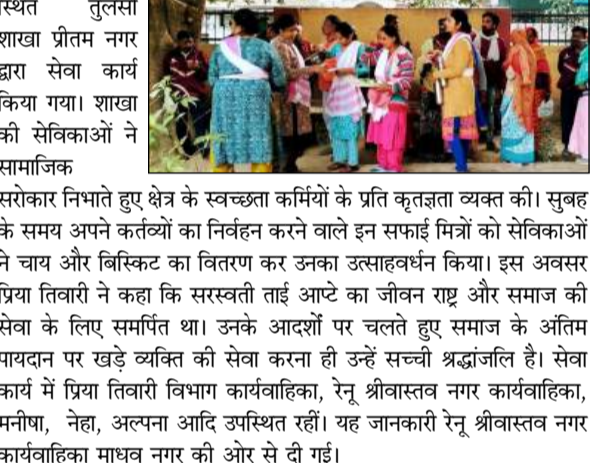 स्थित तुलसी
शाखा प्रीतम नगर
द्वारा सेवा कार्य
किया गया। शाखा
की सेविकाओं ने
सामाजिक
सरोकार निभाते हुए क्षेत्र के स्वच्छता कर्मियों के प्रति कृतज्ञता व्यक्त की। सुबह
के समय अपने कर्तव्यों का निर्वहन करने वाले इन सफाई मित्रों को सेविकाओं
ने चाय और बिस्किट का वितरण कर उनका उत्साहवर्धन किया। इस अवसर
प्रिया तिवारी ने कहा कि सरस्वती ताई आप्टे का जीवन राष्ट्र और समाज की
सेवा के लिए समर्पित था। उनके आदर्शों पर चलते हुए समाज के अंतिम
पायदान पर खड़े व्यक्ति की सेवा करना ही उन्हें सच्ची श्रद्धांजलि है। सेवा
कार्य में प्रिया तिवारी विभाग कार्यवाहिका, रेनू श्रीवास्तव नगर कार्यवाहिका,
मनीषा, नेहा, अल्पना आदि उपस्थित रहीं। यह जानकारी रेनू श्रीवास्तव नगर
कार्यवाहिका माधव नगर की ओर से दी गई।